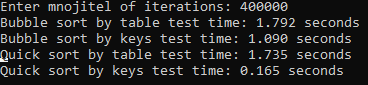 Enter mnojitel of iterations: 400000
Bubble sort by table test time: 1.792 seconds
Bubble sort by keys test time: 1.090 seconds
Quick sort by table test time: 1.735 seconds
Quick sort by keys test time: 0.165 seconds